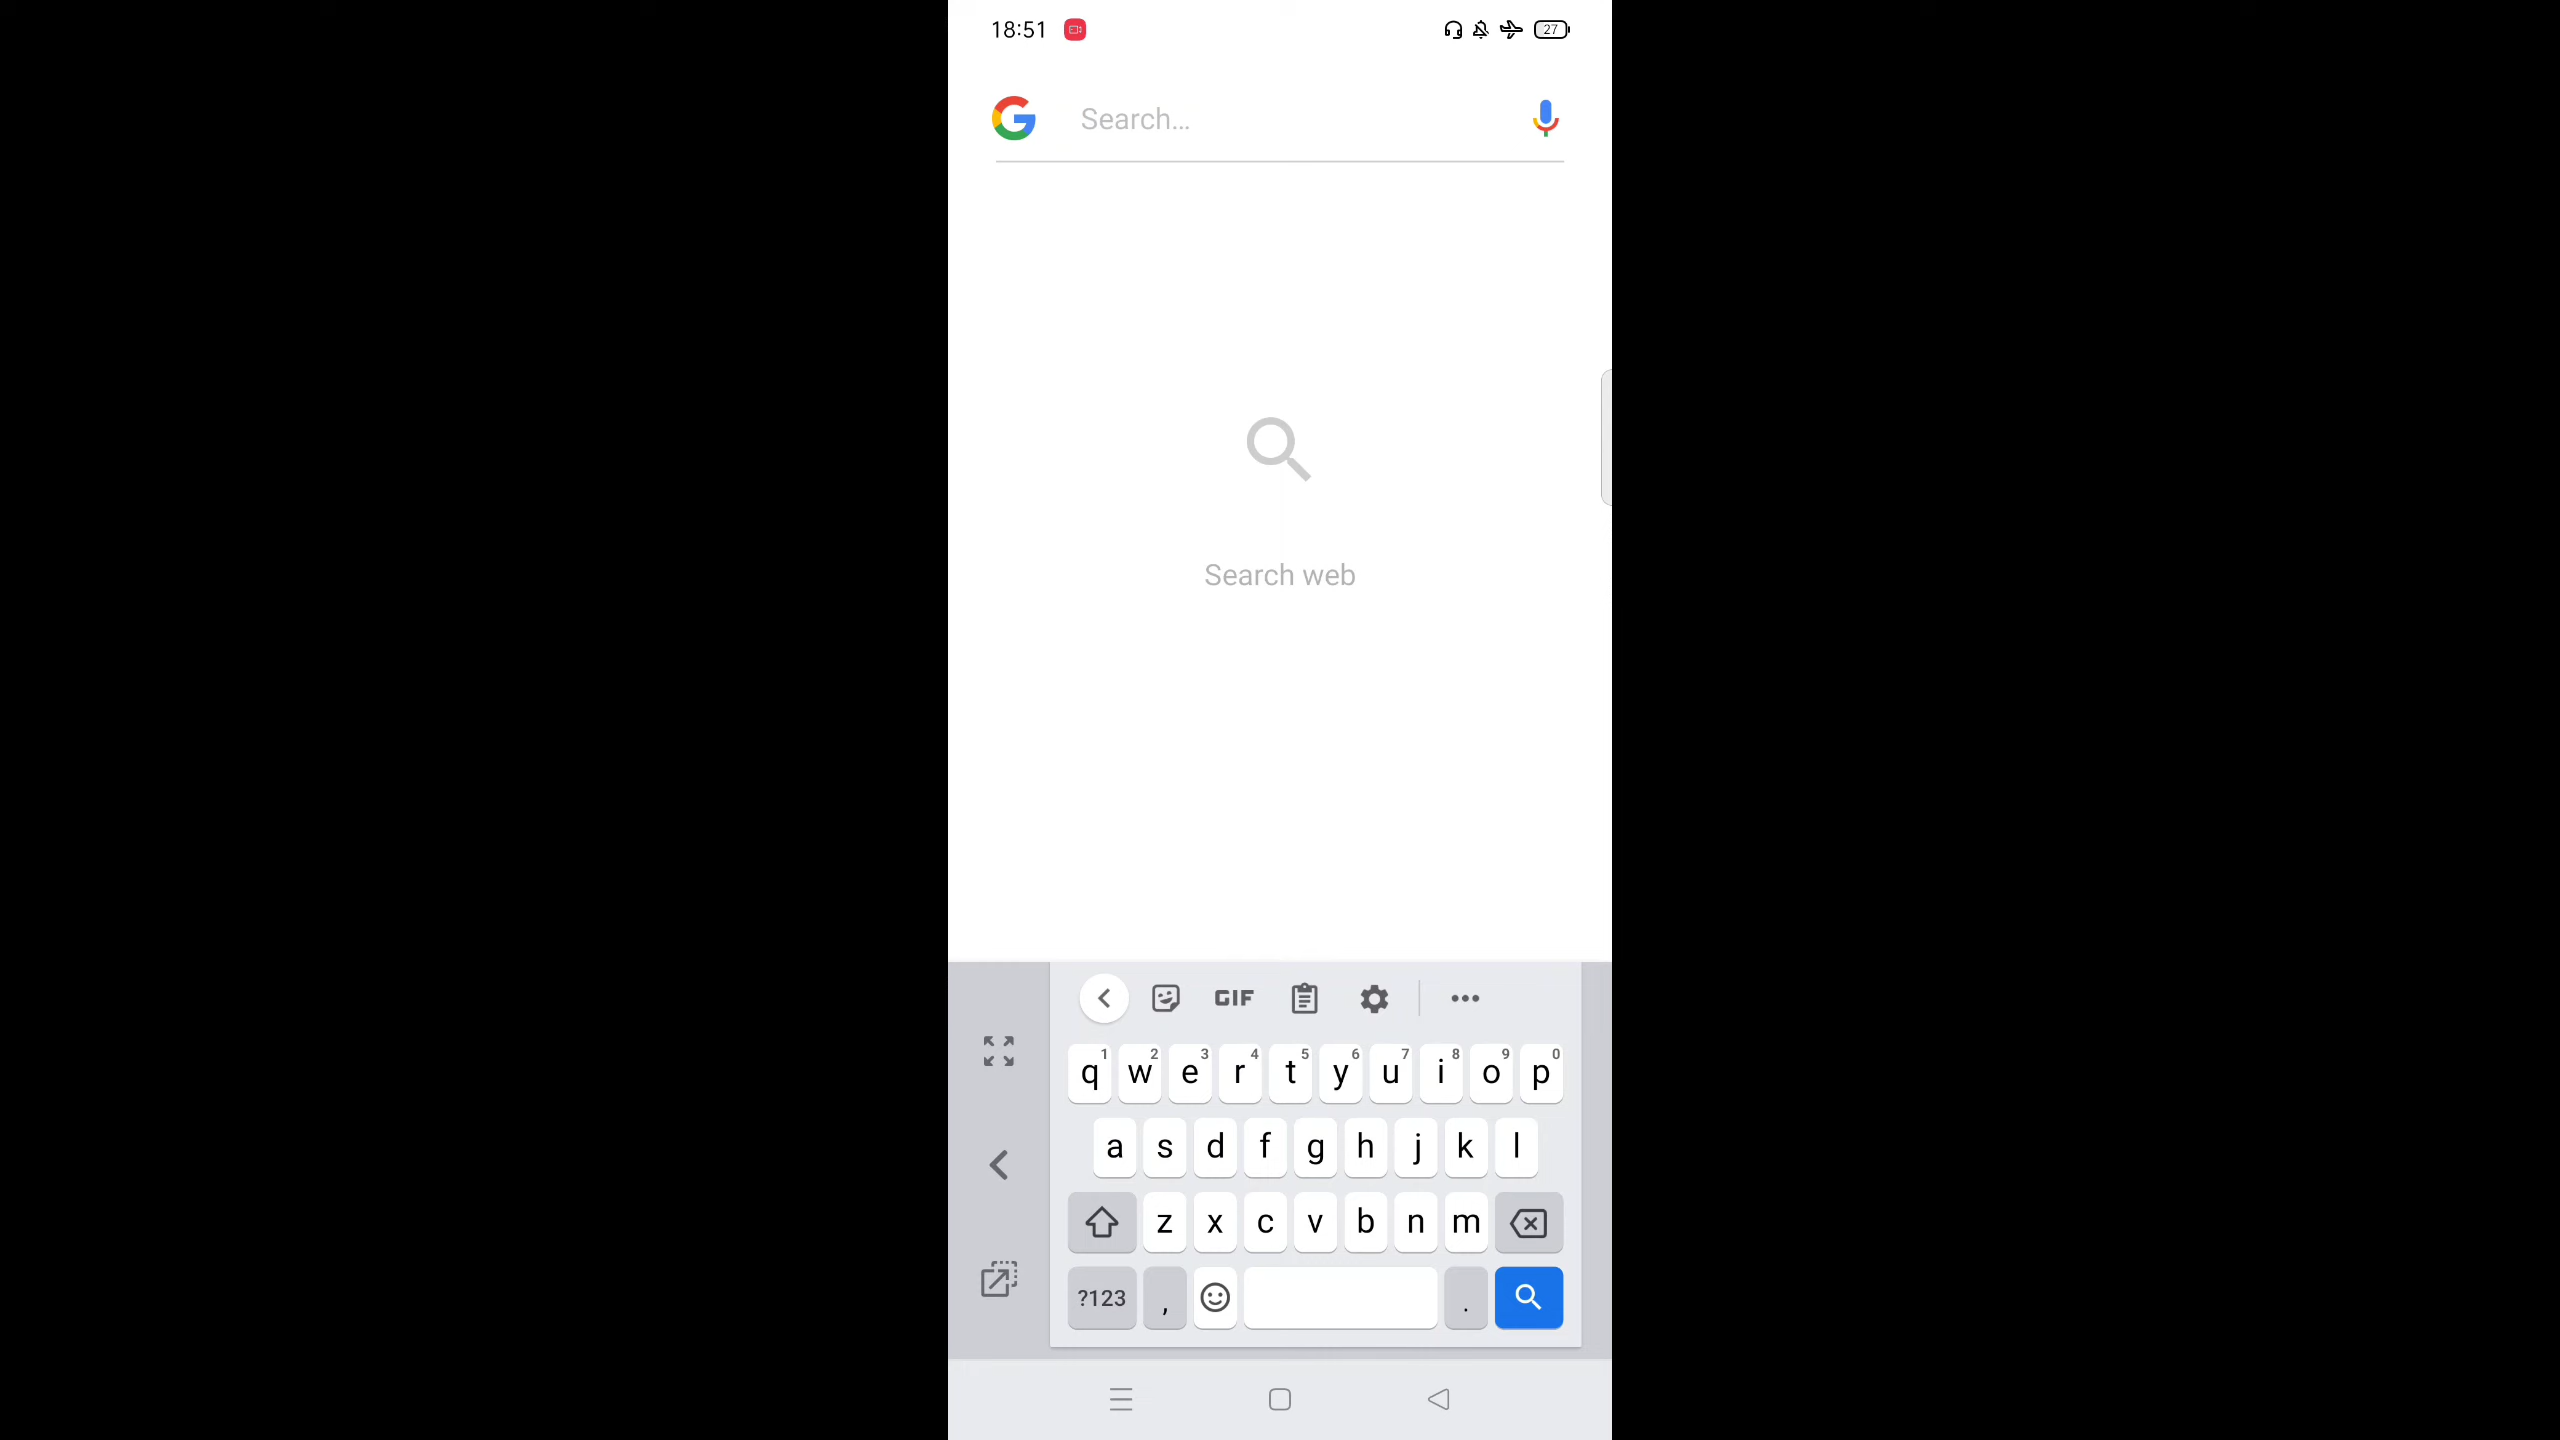 18:51
27
Search...
Search web
GIF
1 2 3 4 5 6 7 8 9 0
q w e r t y u i o p
a s d f g h j k l
z x c v b n m
?123 , .